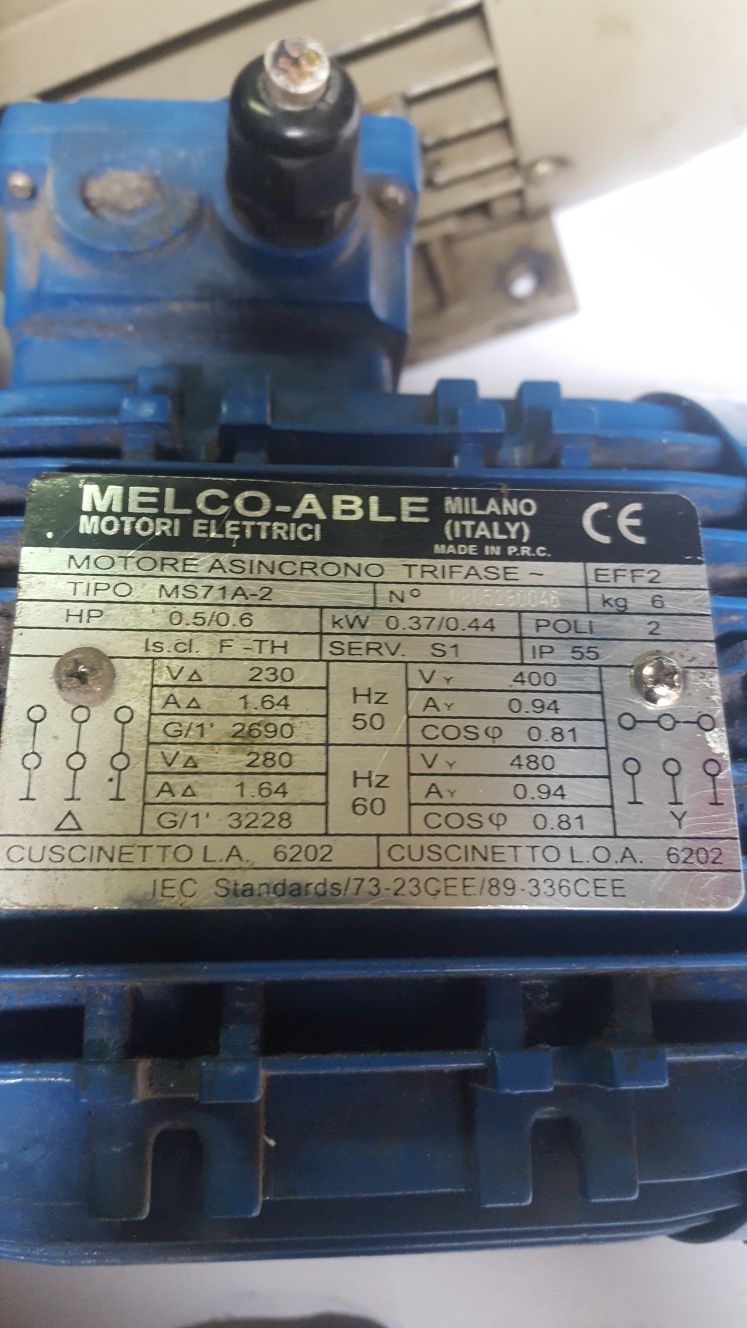 MELCO-ABLE MILANO
MOTORI ELETTRICI (ITALY) CE
MADE IN P.R.C.
MOTORE ASINCRONO TRIFASE ~ EFF2
TIPO MS71A-2 Nº kg 6
HP 0.5/0.6 kW 0.37/0.44 POLI 2
Is.cl. F-TH SERV. S1 IP 55
V△ 230 Hz 50 VY 400
A△ 1.64 AY 0.94
G/1' 2690 COSφ 0.81
V△ 280 Hz 60 VY 480
A△ 1.64 AY 0.94
△ G/1' 3228 COSφ 0.81 Y
CUSCINETTO L.A. 6202 CUSCINETTO L.O.A. 6202
IEC Standards/73-23CEE/89-336CEE